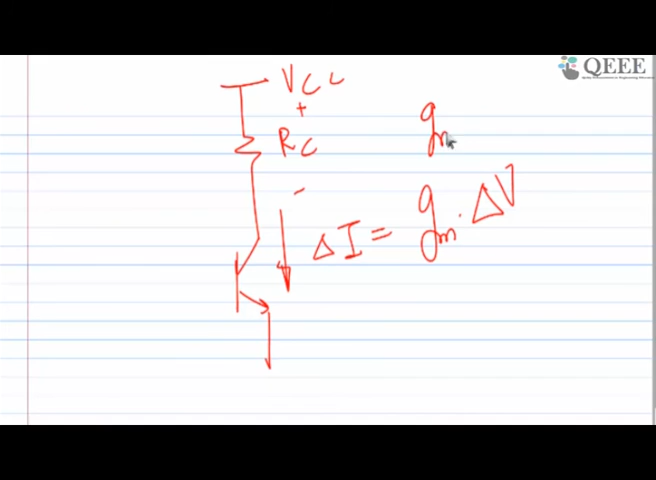 QEEE
VCC
+
RC
gm
-
ΔI = gm. ΔV